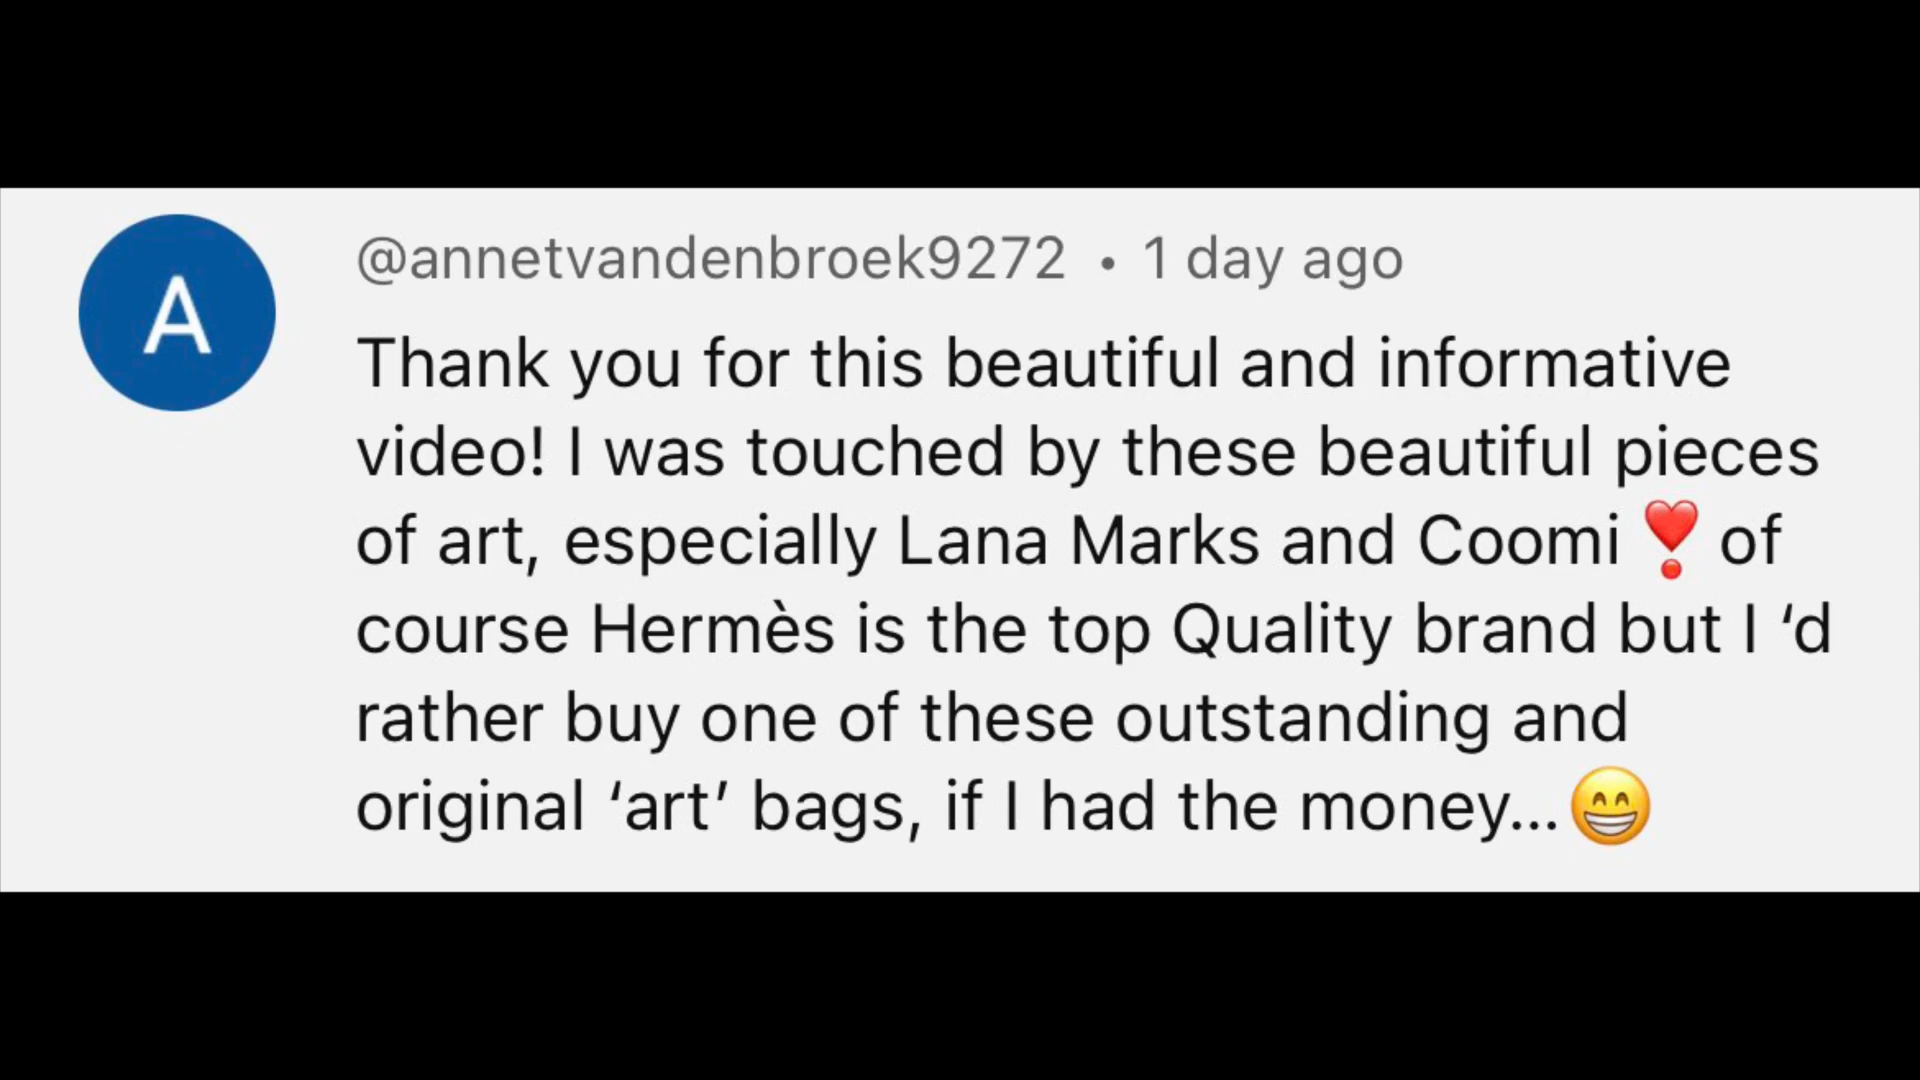 A
@annetvandenbroek9272 • 1 day ago
Thank you for this beautiful and informative
video! I was touched by these beautiful pieces
of art, especially Lana Marks and Coomi ❣️ of
course Hermès is the top Quality brand but I ‘d
rather buy one of these outstanding and
original ‘art’ bags, if I had the money...😁